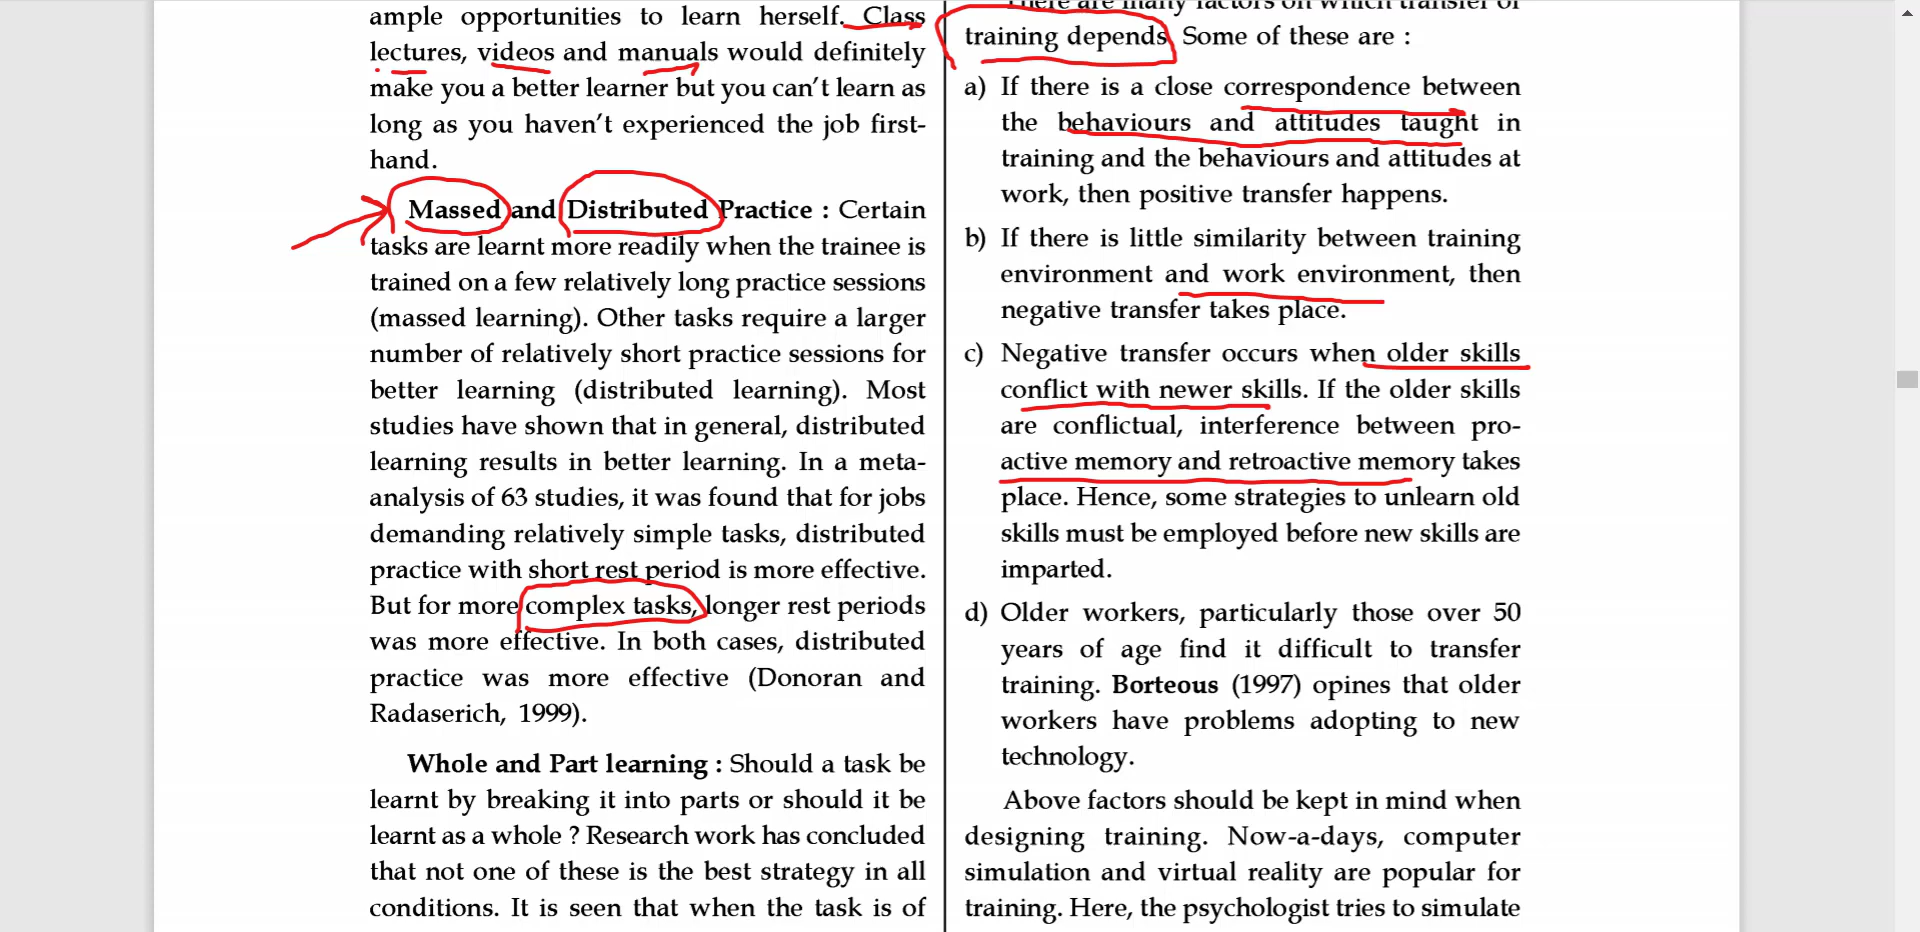 ample opportunities to learn herself. Class
lectures, videos and manuals would definitely
make you a better learner but you can't learn as
long as you haven't experienced the job first-
hand.
Massed and Distributed Practice : Certain
tasks are learnt more readily when the trainee is
trained on a few relatively long practice sessions
(massed learning). Other tasks require a larger
number of relatively short practice sessions for
better learning (distributed learning). Most
studies have shown that in general, distributed
learning results in better learning. In a meta-
analysis of 63 studies, it was found that for jobs
demanding relatively simple tasks, distributed
practice with short rest period is more effective.
But for more complex tasks, longer rest periods
was more effective. In both cases, distributed
practice was more effective (Donoran and
Radaserich, 1999).
Whole and Part learning : Should a task be
learnt by breaking it into parts or should it be
learnt as a whole ? Research work has concluded
that not one of these is the best strategy in all
conditions. It is seen that when the task is of
There are many factors on which transfer of
training depends. Some of these are :
a) If there is a close correspondence between
the behaviours and attitudes taught in
training and the behaviours and attitudes at
work, then positive transfer happens.
b) If there is little similarity between training
environment and work environment, then
negative transfer takes place.
c) Negative transfer occurs when older skills
conflict with newer skills. If the older skills
are conflictual, interference between pro-
active memory and retroactive memory takes
place. Hence, some strategies to unlearn old
skills must be employed before new skills are
imparted.
d) Older workers, particularly those over 50
years of age find it difficult to transfer
training. Borteous (1997) opines that older
workers have problems adopting to new
technology.
Above factors should be kept in mind when
designing training. Now-a-days, computer
simulation and virtual reality are popular for
training. Here, the psychologist tries to simulate